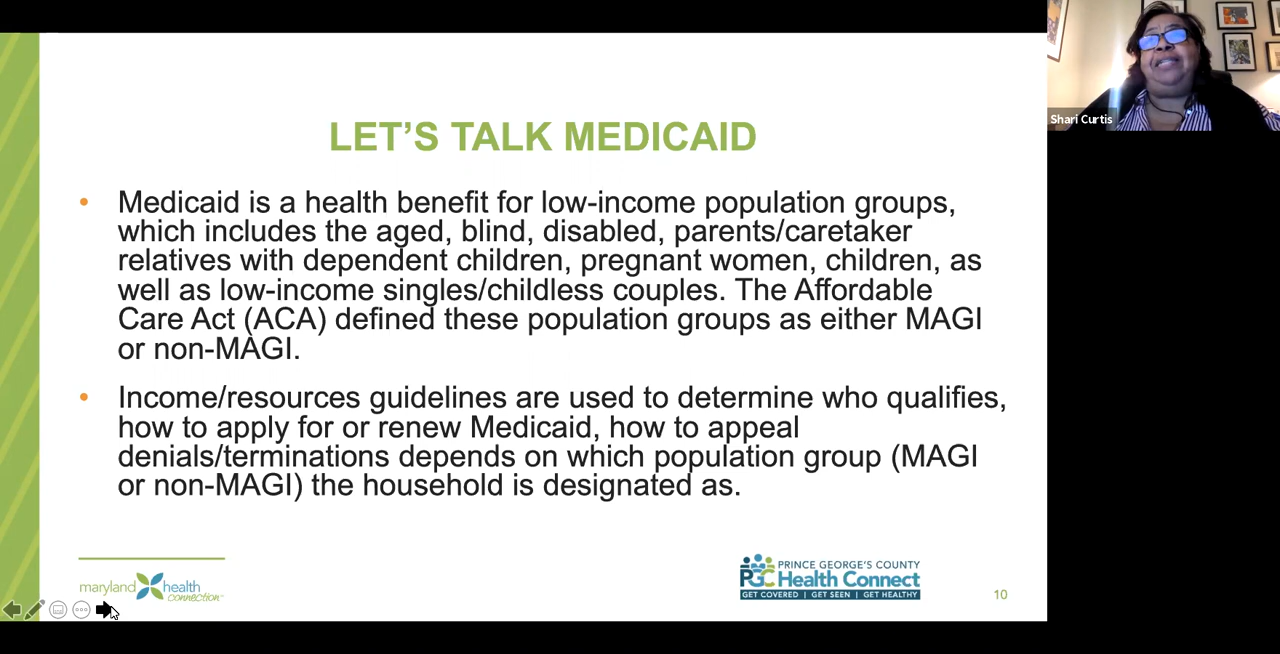 LET'S TALK MEDICAID
• Medicaid is a health benefit for low-income population groups,
which includes the aged, blind, disabled, parents/caretaker
relatives with dependent children, pregnant women, children, as
well as low-income singles/childless couples. The Affordable
Care Act (ACA) defined these population groups as either MAGI
or non-MAGI.
• Income/resources guidelines are used to determine who qualifies,
how to apply for or renew Medicaid, how to appeal
denials/terminations depends on which population group (MAGI
or non-MAGI) the household is designated as.
maryland health
connection
PRINCE GEORGE'S COUNTY
PGC Health Connect
GET COVERED | GET SEEN | GET HEALTHY
10
Shari Curtis